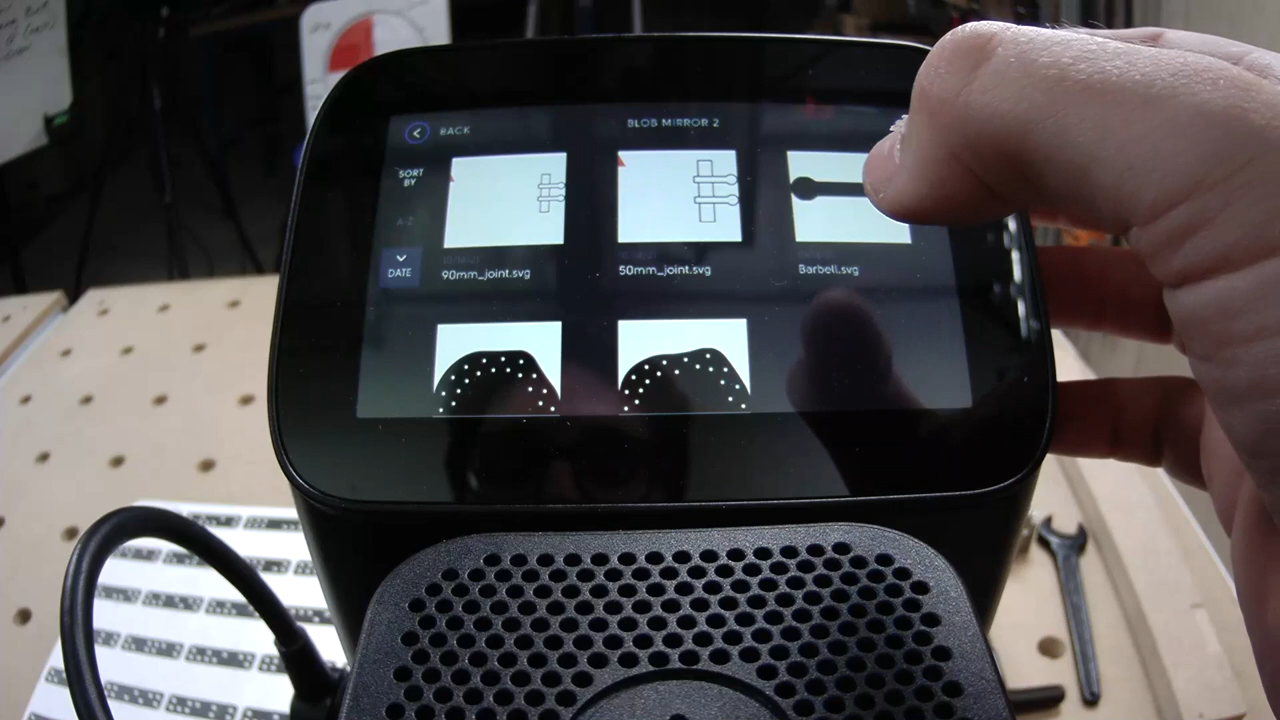 BACK
BLOB MIRROR 2
SORT
BY
A-Z
DATE
90mm_joint.svg
50mm_joint.svg
Barbell.svg